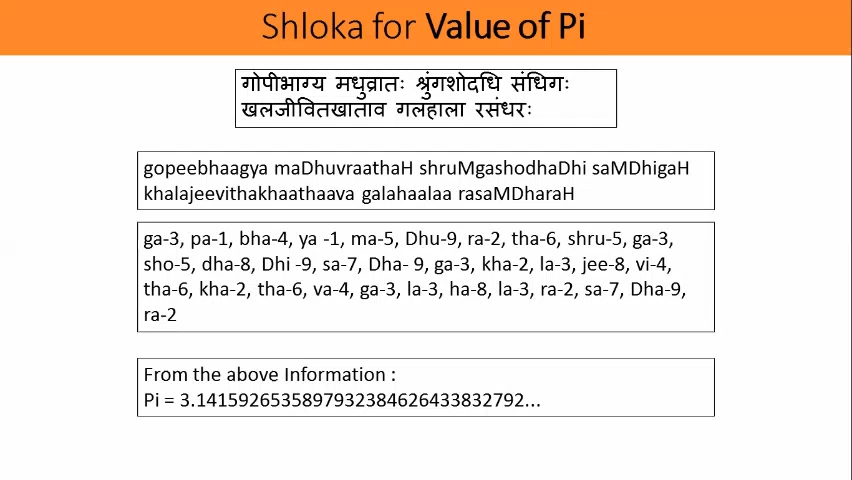 Shloka for Value of Pi
गोपीभाग्य मधुव्रातः श्रुंगशोदधि संधिगः
खलजीवितखाताव गलहाला रसंधरः
gopeebhaagya maDhuvraathaH shruMgashodhaDhi saMDhigaH
khalajeevithakhaathaava galahaalaa rasaMDharaH
ga-3, pa-1, bha-4, ya -1, ma-5, Dhu-9, ra-2, tha-6, shru-5, ga-3,
sho-5, dha-8, Dhi -9, sa-7, Dha- 9, ga-3, kha-2, la-3, jee-8, vi-4,
tha-6, kha-2, tha-6, va-4, ga-3, la-3, ha-8, la-3, ra-2, sa-7, Dha-9,
ra-2
From the above Information :
Pi = 3.1415926535897932384626433832792...